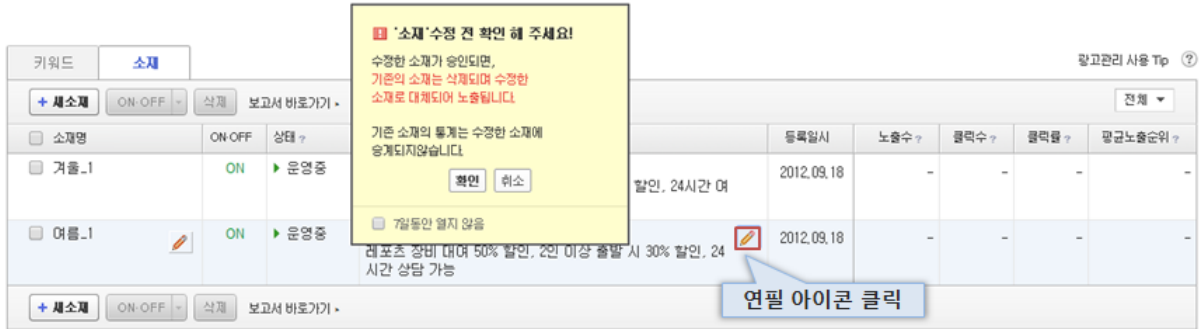 '소재'수정 전 확인 해 주세요!
수정한 소재가 승인되면,
기존의 소재는 삭제되며 수정한
소재로 대체되어 노출됩니다.
기존 소재의 통계는 수정한 소재에
승계되지않습니다.
확인 취소
7일동안 열지 않음
키워드 소재 광고관리 사용 Tip ?
+ 새소재 ON·OFF 삭제 보고서 바로가기 전체
소재명 ON·OFF 상태 ? 등록일시 노출수 ? 클릭수 ? 클릭률 ? 평균노출순위 ?
겨울_1 ON 운영중 할인, 24시간 여 2012.09.18 - - - -
여름_1 ON 운영중 레포츠 장비 대여 50% 할인, 2인 이상 출발 시 30% 할인, 24 2012.09.18 - - - -
시간 상담 가능
연필 아이콘 클릭
+ 새소재 ON·OFF 삭제 보고서 바로가기